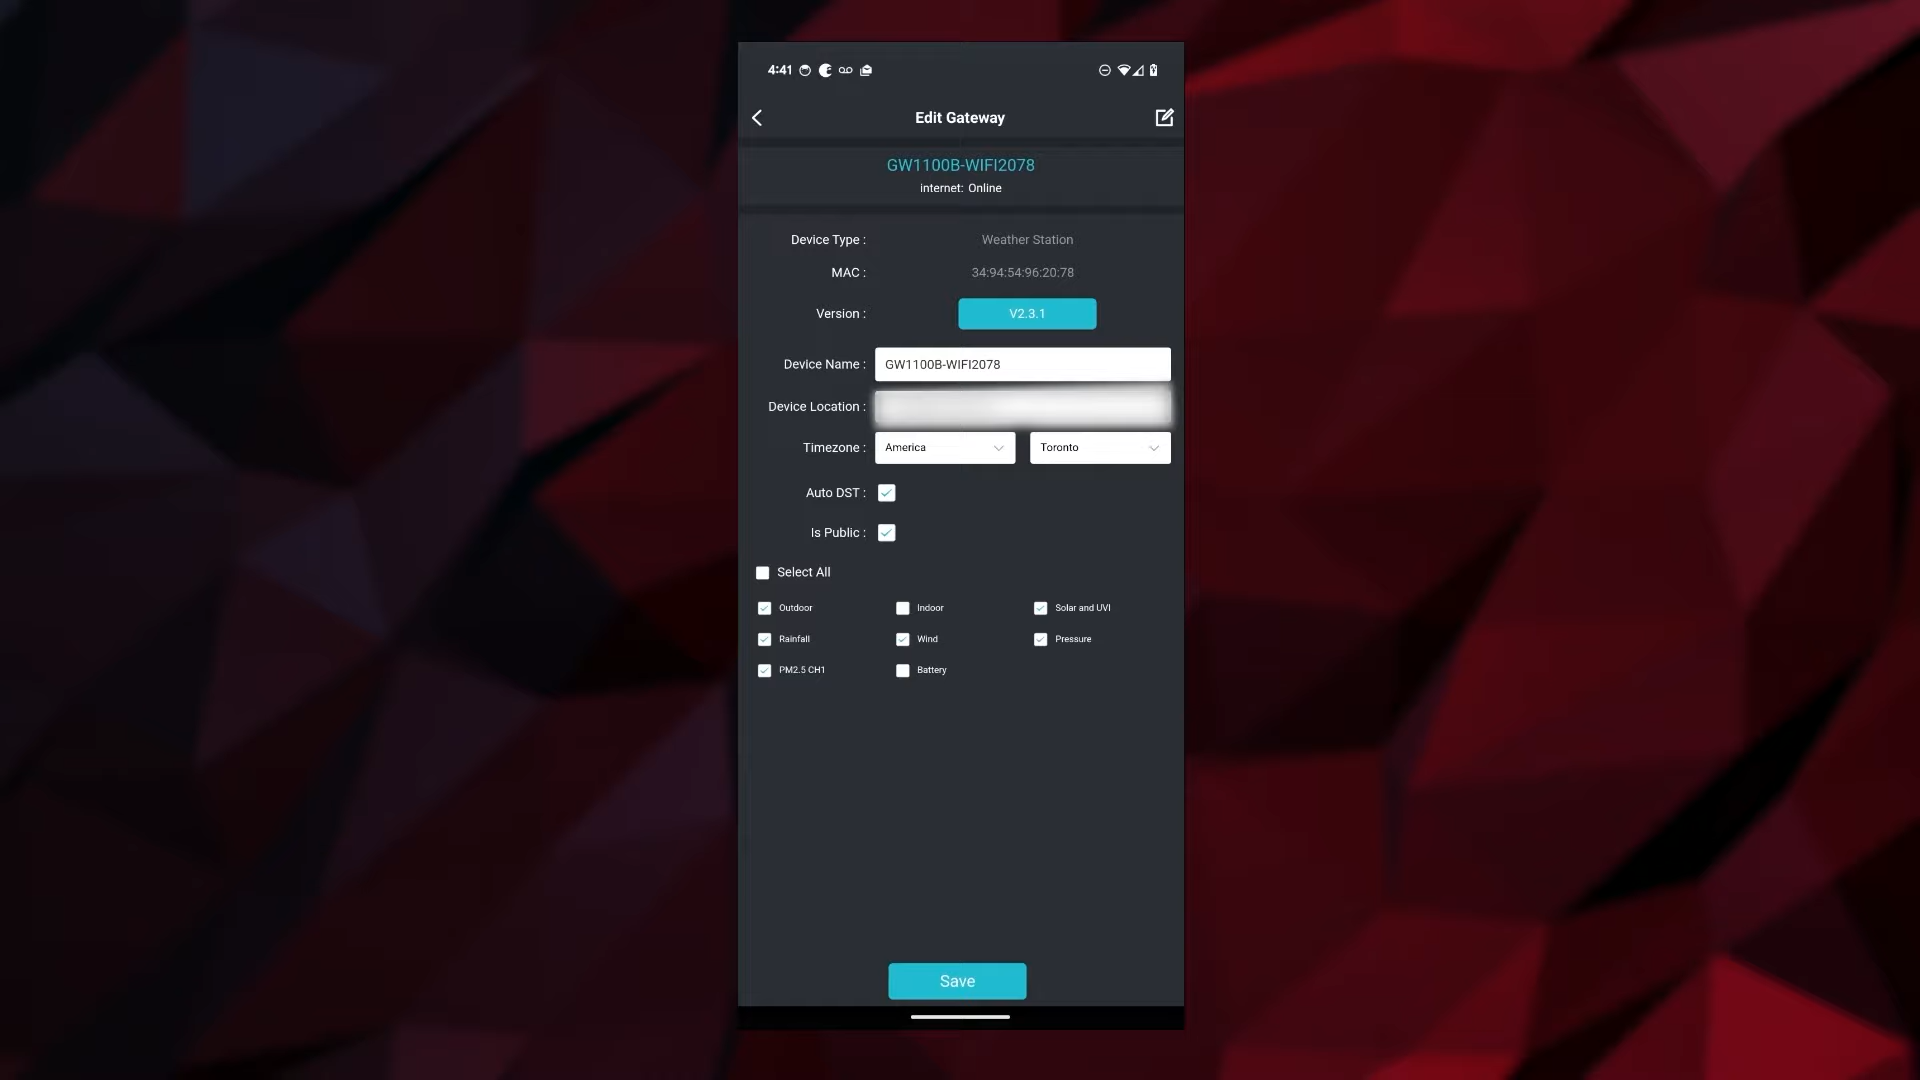 4:41
Edit Gateway
GW1100B-WIFI2078
internet: Online
Device Type : Weather Station
MAC : 34:94:54:96:20:78
Version : V2.3.1
Device Name : GW1100B-WIFI2078
Device Location :
Timezone : America Toronto
Auto DST :
Is Public :
Select All
Outdoor Indoor Solar and UVI
Rainfall Wind Pressure
PM2.5 CH1 Battery
Save